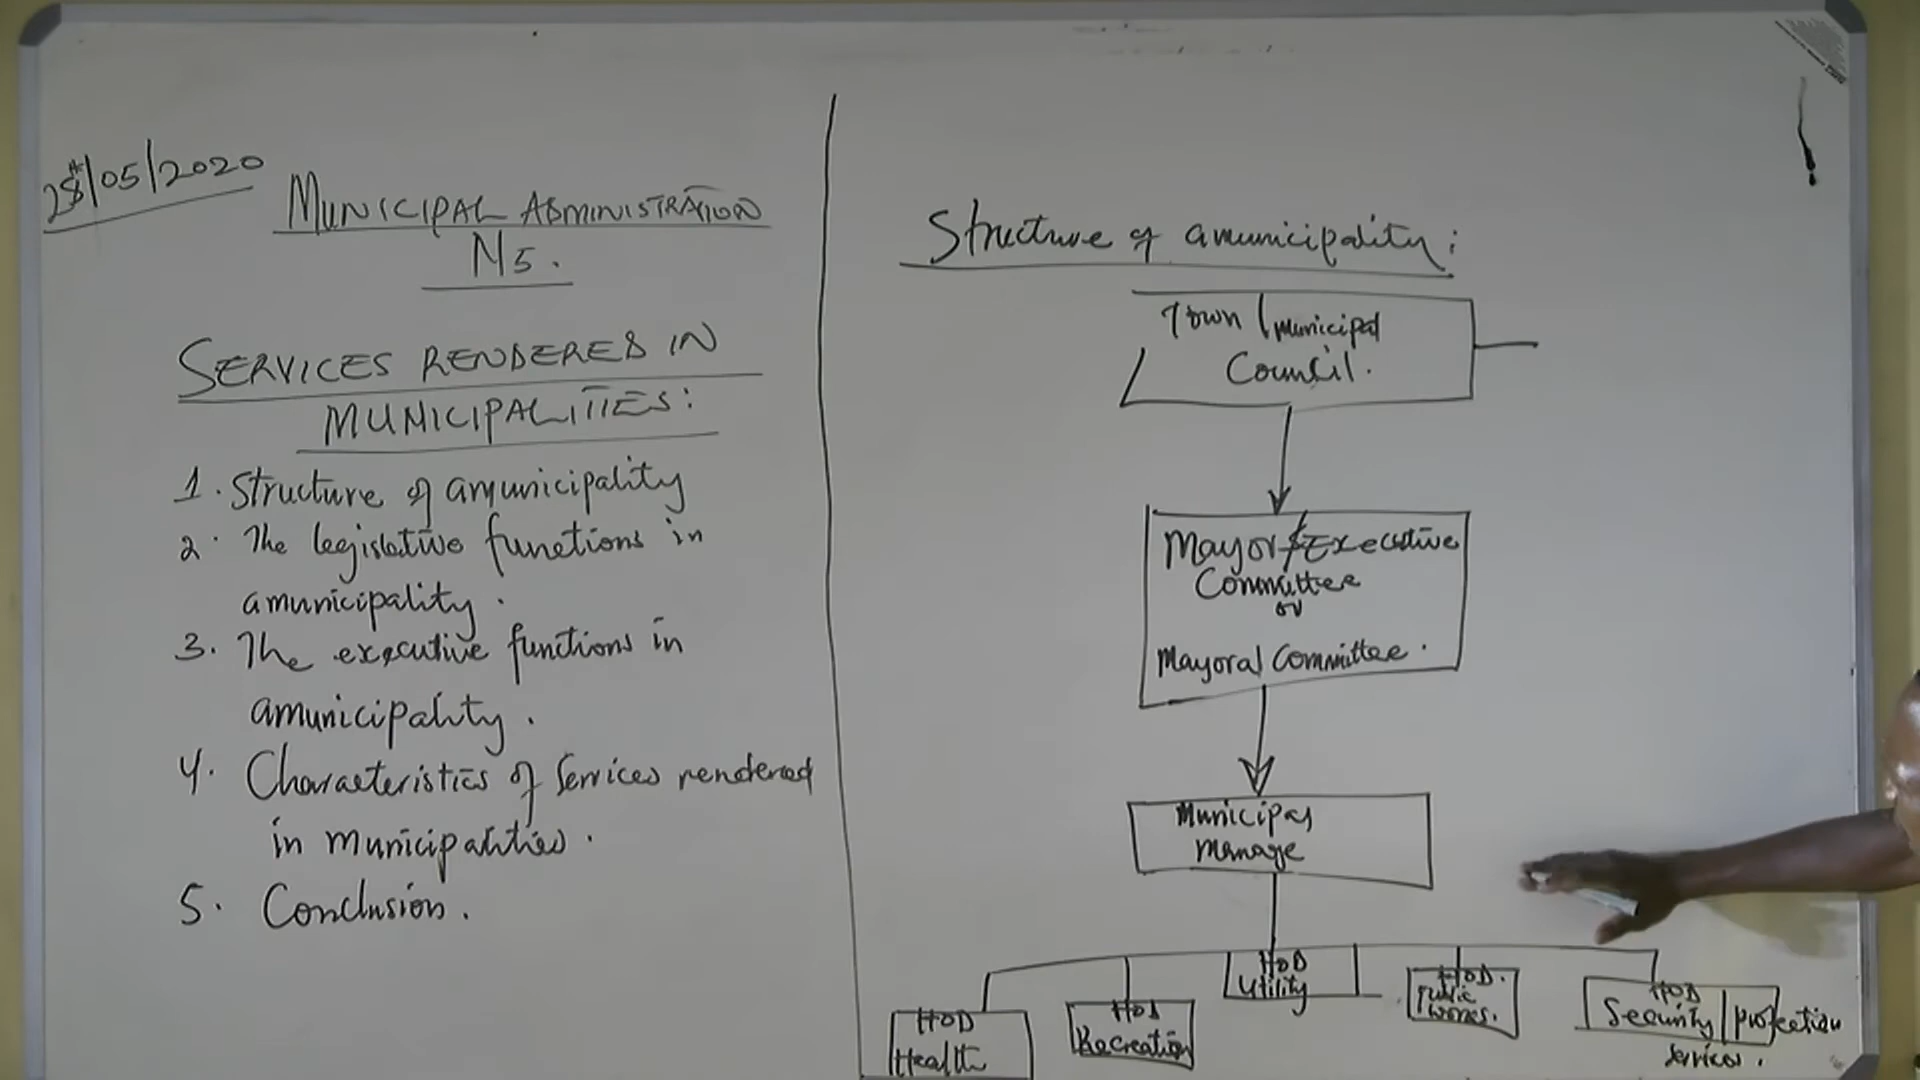 28th/05/2020
MUNICIPAL ADMINISTRATION
N5.
SERVICES RENDERES IN
MUNICIPALITIES:
1. Structure of amunicipality
2. The legislative functions in
amunicipality.
3. The executive functions in
amunicipality.
4. Characteristics of services rendered
in municipalities.
5. Conclusion.
Structure of amunicipality:
Town / Municipal
Council.
Mayor / Executive
Committee
or
Mayoral Committee.
Municipal
Manage
HOD
Health
HOD
Recreation
HOD
Utility
HOD.
Public
Works.
HOD
Security / protection
services.